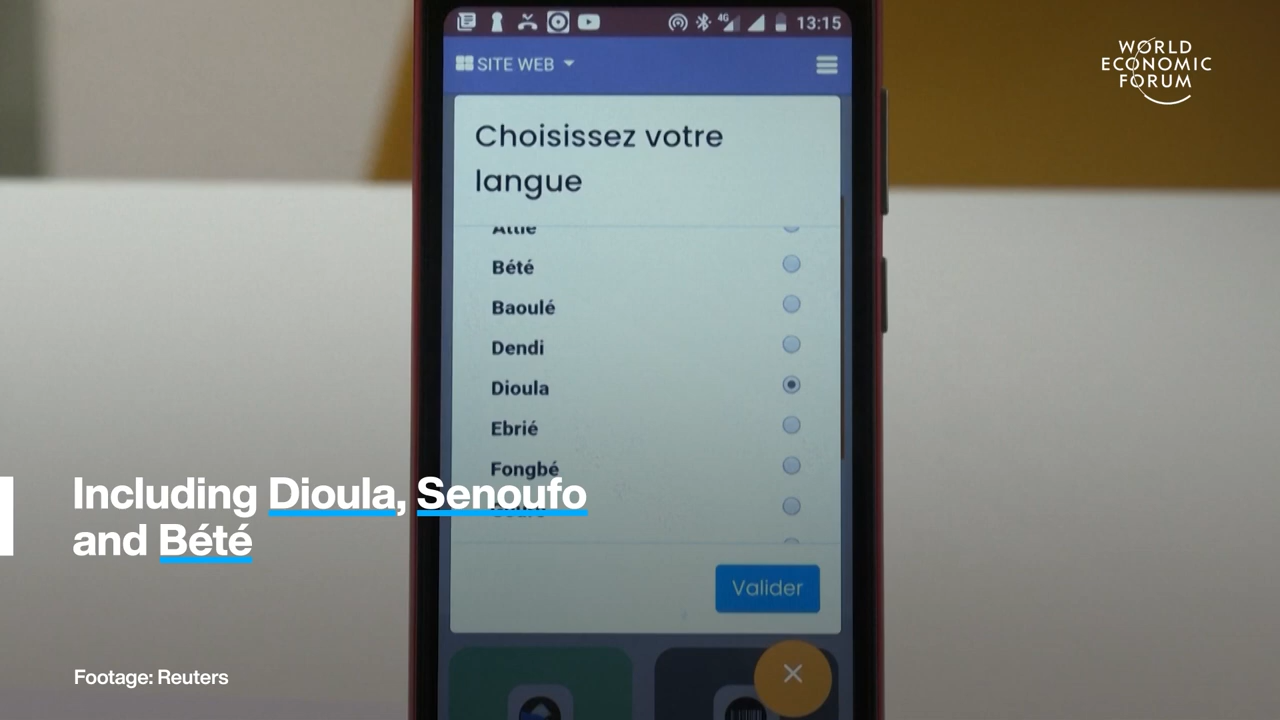 13:15
SITE WEB
WORLD
ECONOMIC
FORUM
Choisissez votre
langue
Attié
Bété
Baoulé
Dendi
Dioula
Ebrié
Fongbé
Including Dioula, Senoufo
and Bété
Valider
Footage: Reuters